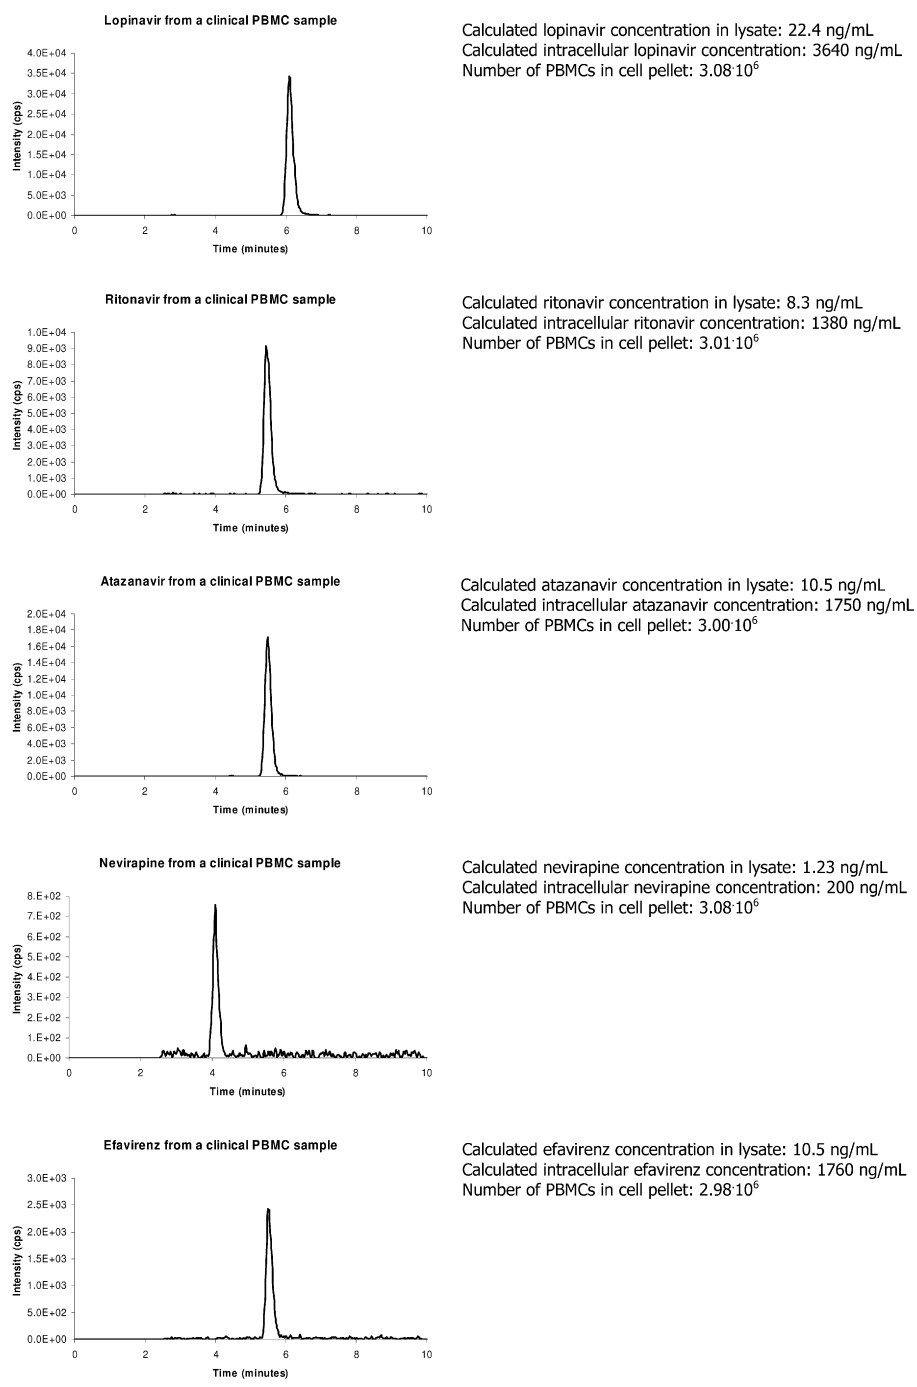 Lopinavir from a clinical PBMC sample
Calculated lopinavir concentration in lysate: 22.4 ng/mL
Calculated intracellular lopinavir concentration: 3640 ng/mL
Number of PBMCs in cell pellet: 3.08·10⁶
Intensity (cps)
4.0E+04
3.5E+04
3.0E+04
2.5E+04
2.0E+04
1.5E+04
1.0E+04
5.0E+03
0.0E+00
0 2 4 6 8 10
Time (minutes)
Ritonavir from a clinical PBMC sample
Calculated ritonavir concentration in lysate: 8.3 ng/mL
Calculated intracellular ritonavir concentration: 1380 ng/mL
Number of PBMCs in cell pellet: 3.01·10⁶
Intensity (cps)
1.0E+04
9.0E+03
8.0E+03
7.0E+03
6.0E+03
5.0E+03
4.0E+03
3.0E+03
2.0E+03
1.0E+03
0.0E+00
0 2 4 6 8 10
Time (minutes)
Atazanavir from a clinical PBMC sample
Calculated atazanavir concentration in lysate: 10.5 ng/mL
Calculated intracellular atazanavir concentration: 1750 ng/mL
Number of PBMCs in cell pellet: 3.00·10⁶
Intensity (cps)
2.0E+04
1.8E+04
1.6E+04
1.4E+04
1.2E+04
1.0E+04
8.0E+03
6.0E+03
4.0E+03
2.0E+03
0.0E+00
0 2 4 6 8 10
Time (minutes)
Nevirapine from a clinical PBMC sample
Calculated nevirapine concentration in lysate: 1.23 ng/mL
Calculated intracellular nevirapine concentration: 200 ng/mL
Number of PBMCs in cell pellet: 3.08·10⁶
Intensity (cps)
8.E+02
7.E+02
6.E+02
5.E+02
4.E+02
3.E+02
2.E+02
1.E+02
0.E+00
0 2 4 6 8 10
Time (minutes)
Efavirenz from a clinical PBMC sample
Calculated efavirenz concentration in lysate: 10.5 ng/mL
Calculated intracellular efavirenz concentration: 1760 ng/mL
Number of PBMCs in cell pellet: 2.98·10⁶
Intensity (cps)
3.0E+03
2.5E+03
2.0E+03
1.5E+03
1.0E+03
5.0E+02
0.0E+00
0 2 4 6 8 10
Time (minutes)